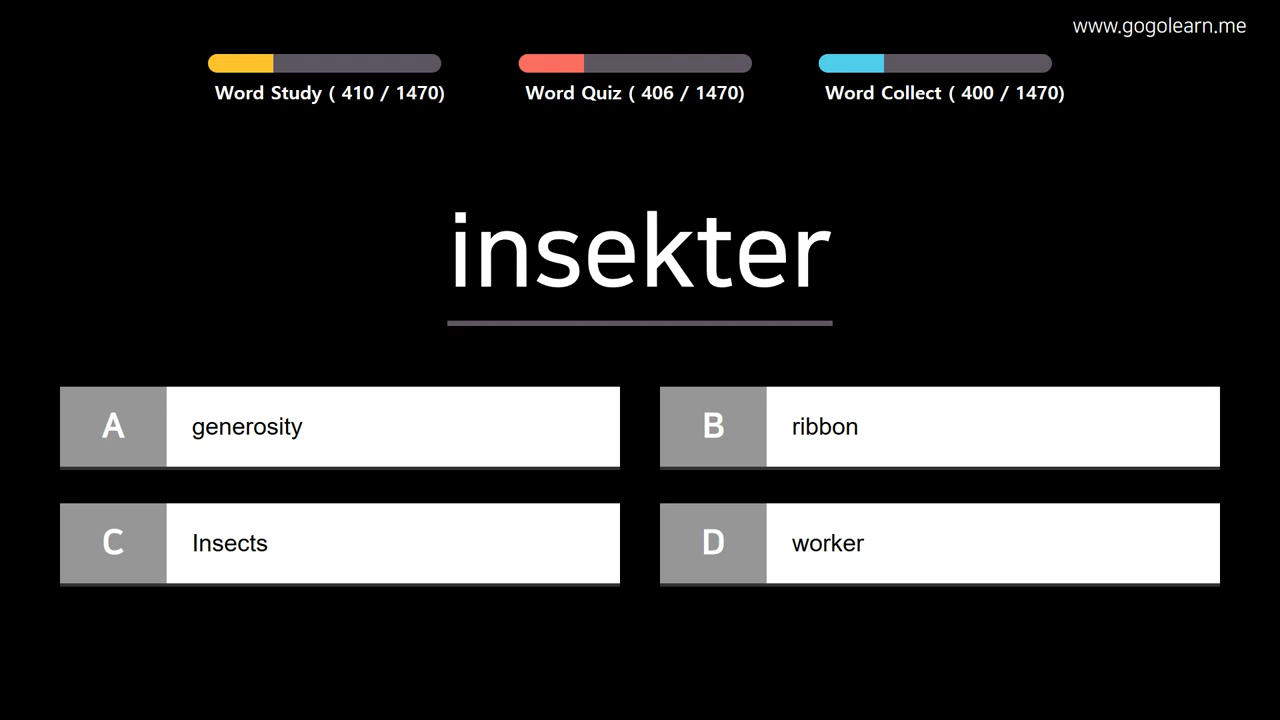 www.gogolearn.me
Word Study ( 410 / 1470)
Word Quiz ( 406 / 1470)
Word Collect ( 400 / 1470)
insekter
A generosity
B ribbon
C Insects
D worker